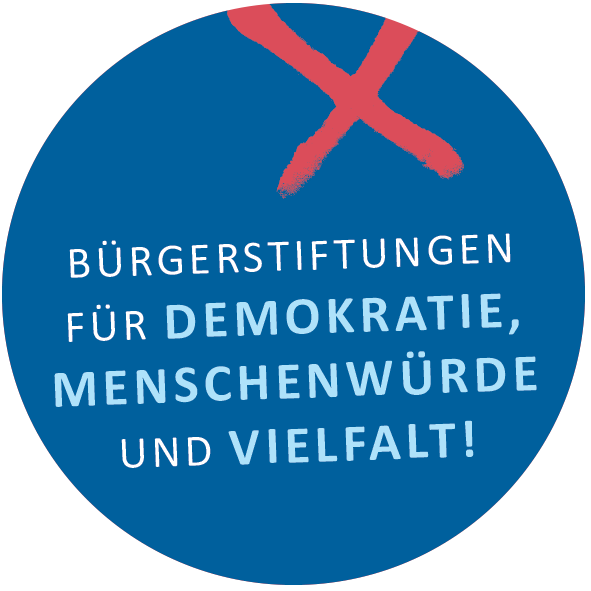 BÜRGERSTIFTUNGEN
FÜR DEMOKRATIE,
MENSCHENWÜRDE
UND VIELFALT!